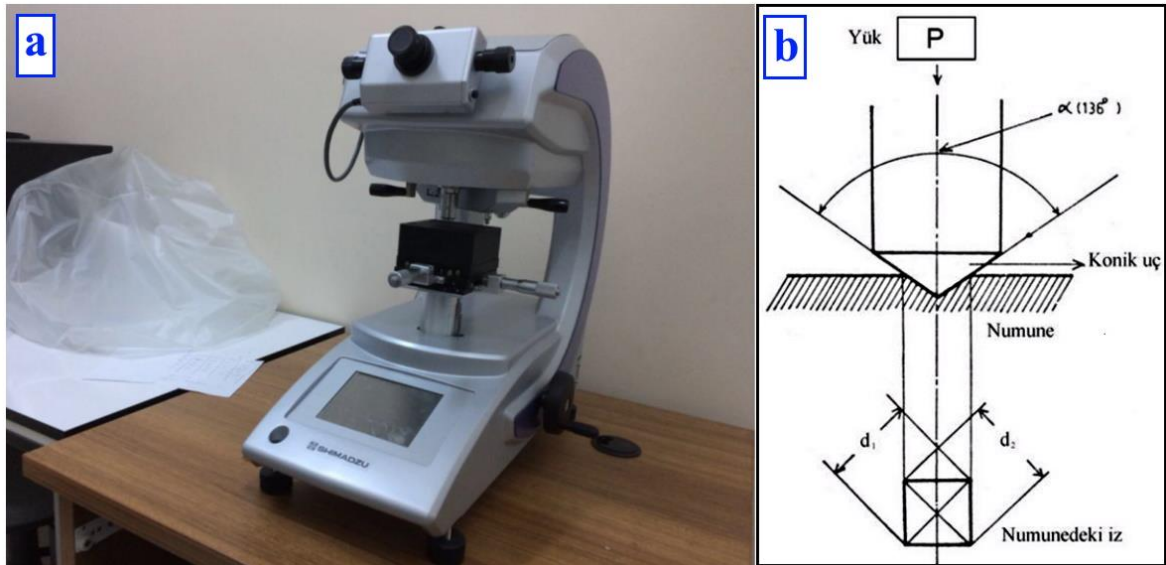 a
SHIMADZU
b
Yük
P
α (136°)
Konik uç
Numune
d₁
d₂
Numunedeki iz